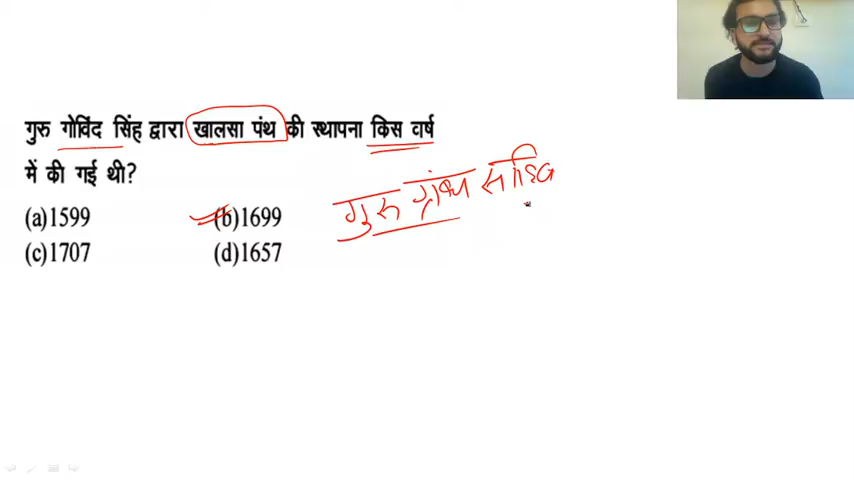 गुरु गोविंद सिंह द्वारा खालसा पंथ की स्थापना किस वर्ष
में की गई थी?
(a)1599 (b)1699
(c)1707 (d)1657
गुरु ग्रंथ साहिब